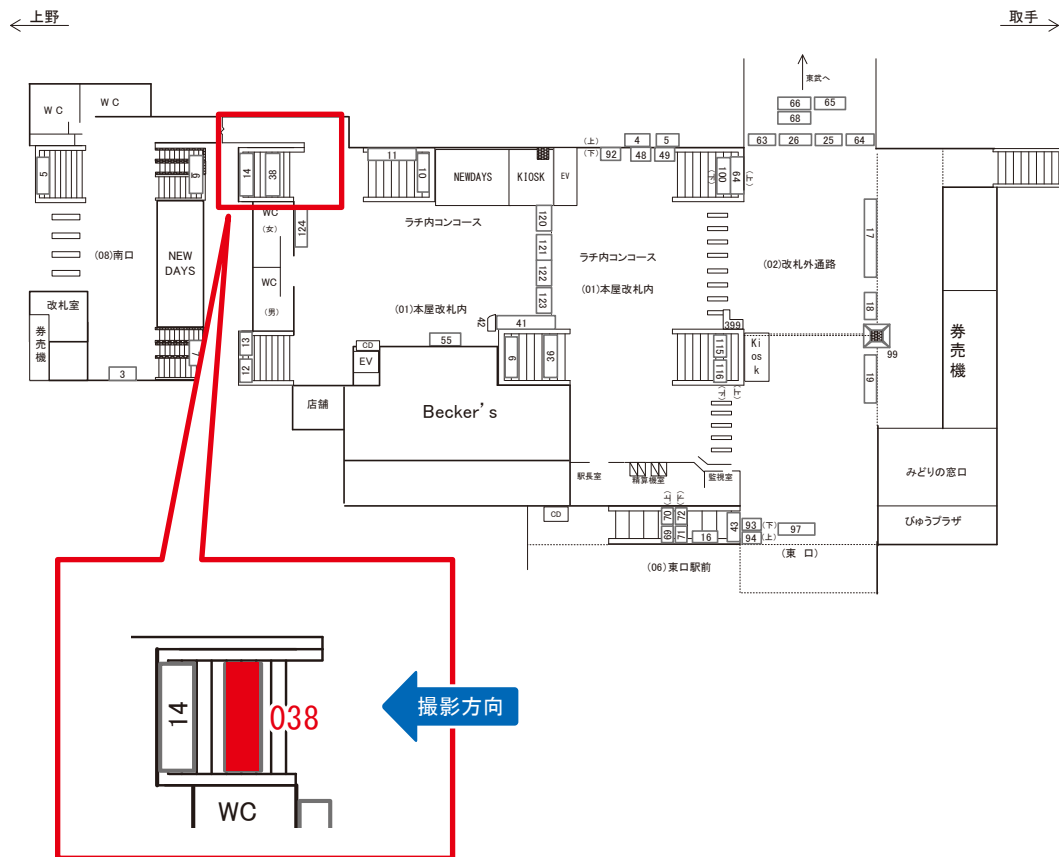 上野
取手
東武へ
WC
WC
66
65
68
63
26
25
64
(上)
4
5
(下)
92
48
49
5
9
14
38
11
10
NEWDAYS
KIOSK
EV
100
64
(下)
(上)
WC
(女)
124
120
ラチ内コンコース
121
ラチ内コンコース
17
(08)南口
NEW
DAYS
122
(02)改札外通路
WC
(男)
123
(01)本屋改札内
(01)本屋改札内
改札室
18
券売機
42
41
399
7
13
12
55
CD
EV
9
36
115
116
Kiosk
99
券売機
3
19
(下)
(上)
店舗
Becker's
駅長室
精算機室
監視室
みどりの窓口
CD
(上)
(下)
70
72
69
71
16
43
93
(下)
97
94
(上)
びゅうプラザ
(東 口)
(06)東口駅前
14
038
撮影方向
WC